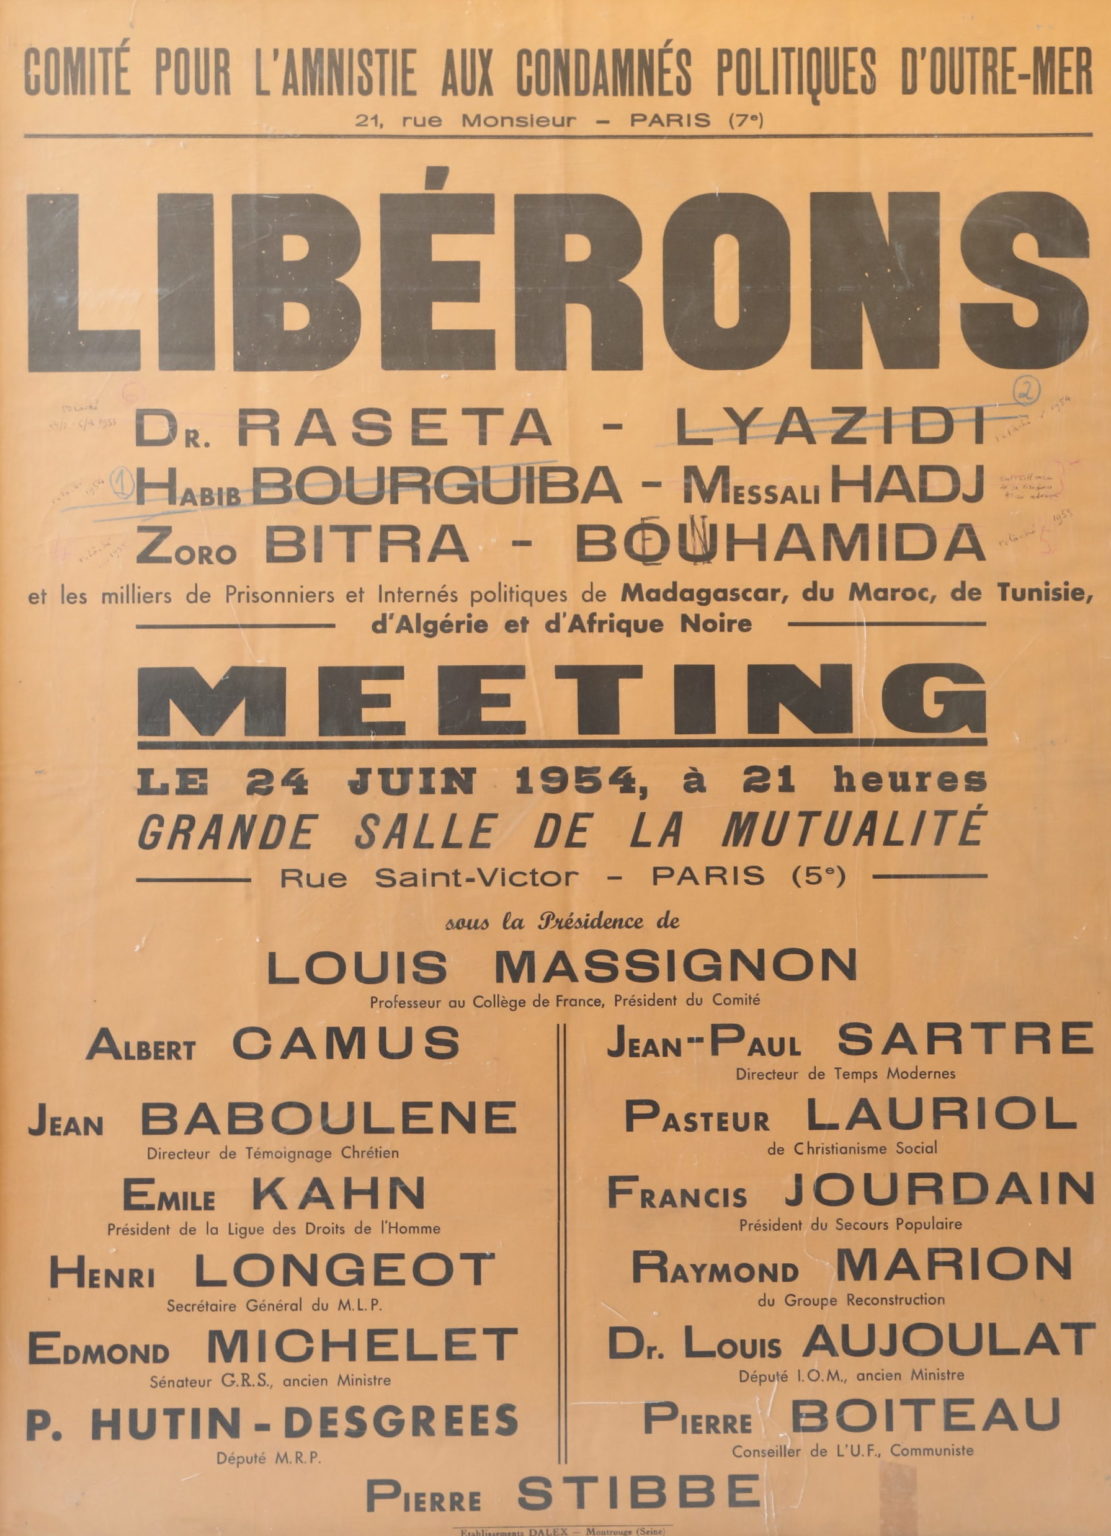 COMITÉ POUR L'AMNISTIE AUX CONDAMNÉS POLITIQUES D'OUTRE-MER
21, rue Monsieur – PARIS (7e)
LIBÉRONS
DR. RASETA - LYAZIDI
2
1
HABIB BOURGUIBA - MESSALI HADJ
ZORO BITRA - BOUHAMIDA
EN
et les milliers de Prisonniers et Internés politiques de Madagascar, du Maroc, de Tunisie,
d'Algérie et d'Afrique Noire
MEETING
LE 24 JUIN 1954, à 21 heures
GRANDE SALLE DE LA MUTUALITÉ
Rue Saint-Victor – PARIS (5e)
sous la Présidence de
LOUIS MASSIGNON
Professeur au Collège de France, Président du Comité
ALBERT CAMUS
JEAN BABOULENE
Directeur de Témoignage Chrétien
EMILE KAHN
Président de la Ligue des Droits de l'Homme
HENRI LONGEOT
Secrétaire Général du M.L.P.
EDMOND MICHELET
Sénateur G.R.S., ancien Ministre
P. HUTIN - DESGREES
Député M.R.P.
JEAN-PAUL SARTRE
Directeur de Temps Modernes
PASTEUR LAURIOL
de Christianisme Social
FRANCIS JOURDAIN
Président du Secours Populaire
RAYMOND MARION
du Groupe Reconstruction
Dr. LOUIS AUJOULAT
Député I.O.M., ancien Ministre
PIERRE BOITEAU
Conseiller de L'U.F., Communiste
PIERRE STIBBE
Etablissements DALEX — Montrouge (Seine)